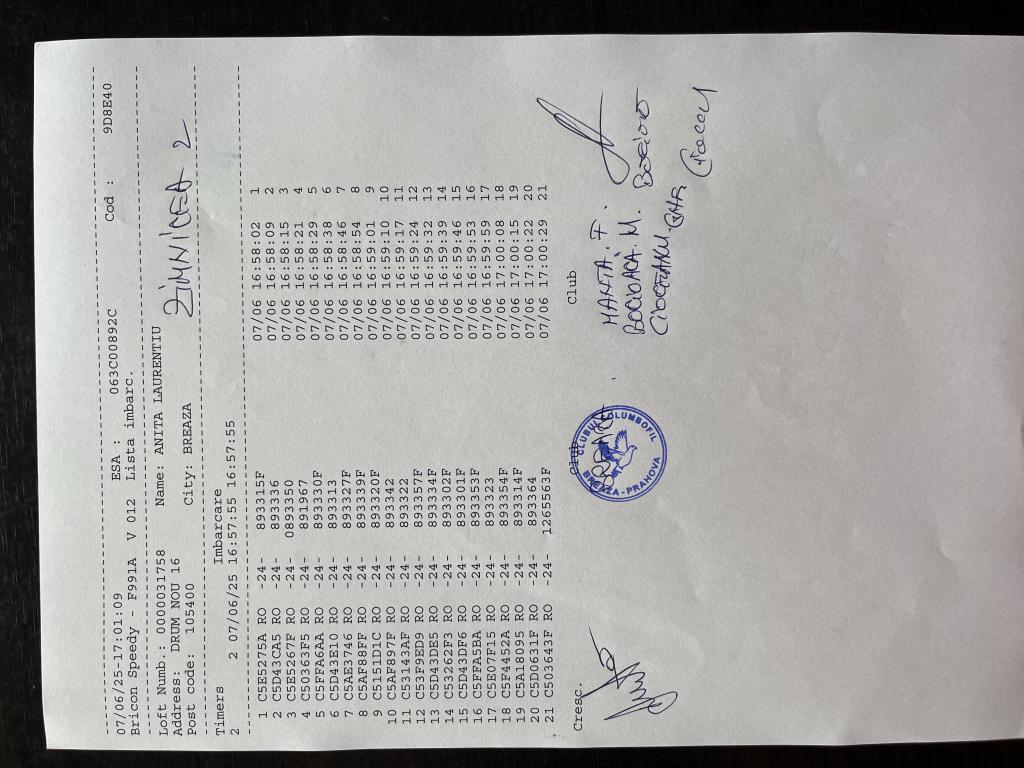 07/06/25-17:01:09 ESA : 063C00892C Cod : 9D8E40
Bricon Speedy - F991A V 012 Lista imbarc.
Loft Numb.: 0000031758 Name: ANITA LAURENTIU
Address: DRUM NOU 16
Post code: 105400 City: BREAZA
ZIMNICEA 2
Timers Imbarcare
2 2 07/06/25 16:57:55 16:57:55
1 C5E5275A RO -24- 893315F 07/06 16:58:02 1
2 C5D43CA5 RO -24- 893336 07/06 16:58:09 2
3 C5E5267F RO -24- 0893350 07/06 16:58:15 3
4 C50363F5 RO -24- 891967 07/06 16:58:21 4
5 C5FFA6AA RO -24- 893330F 07/06 16:58:29 5
6 C5D43E10 RO -24- 893313 07/06 16:58:38 6
7 C5AE3746 RO -24- 893327F 07/06 16:58:46 7
8 C5AF88FF RO -24- 893339F 07/06 16:58:54 8
9 C5151D1C RO -24- 893320F 07/06 16:59:01 9
10 C5AF897F RO -24- 893342 07/06 16:59:10 10
11 C53143AF RO -24- 893322 07/06 16:59:17 11
12 C53F9ED9 RO -24- 893357F 07/06 16:59:24 12
13 C5D43DE5 RO -24- 893334F 07/06 16:59:32 13
14 C53262F3 RO -24- 893302F 07/06 16:59:39 14
15 C5D43DF6 RO -24- 893301F 07/06 16:59:46 15
16 C5FFA5BA RO -24- 893353F 07/06 16:59:53 16
17 C5E07F15 RO -24- 893323 07/06 16:59:59 17
18 C5F4452A RO -24- 893354F 07/06 17:00:08 18
19 C5A18095 RO -24- 893314F 07/06 17:00:15 19
20 C5D0631F RO -24- 893364 07/06 17:00:22 20
21 C503643F RO -24- 1265563F 07/06 17:00:29 21
Cresc. Club Club
CLUBUL COLUMBOFIL
BREAZA
BREAZA-PRAHOVA
MANTA. F.
BOCIOACA. M.